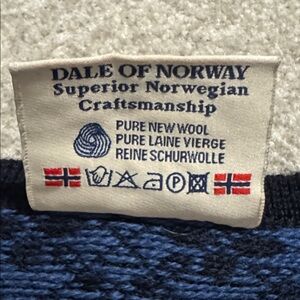 DALE OF NORWAY
Superior Norwegian
Craftsmanship
PURE NEW WOOL
PURE LAINE VIERGE
REINE SCHURWOLLE
P